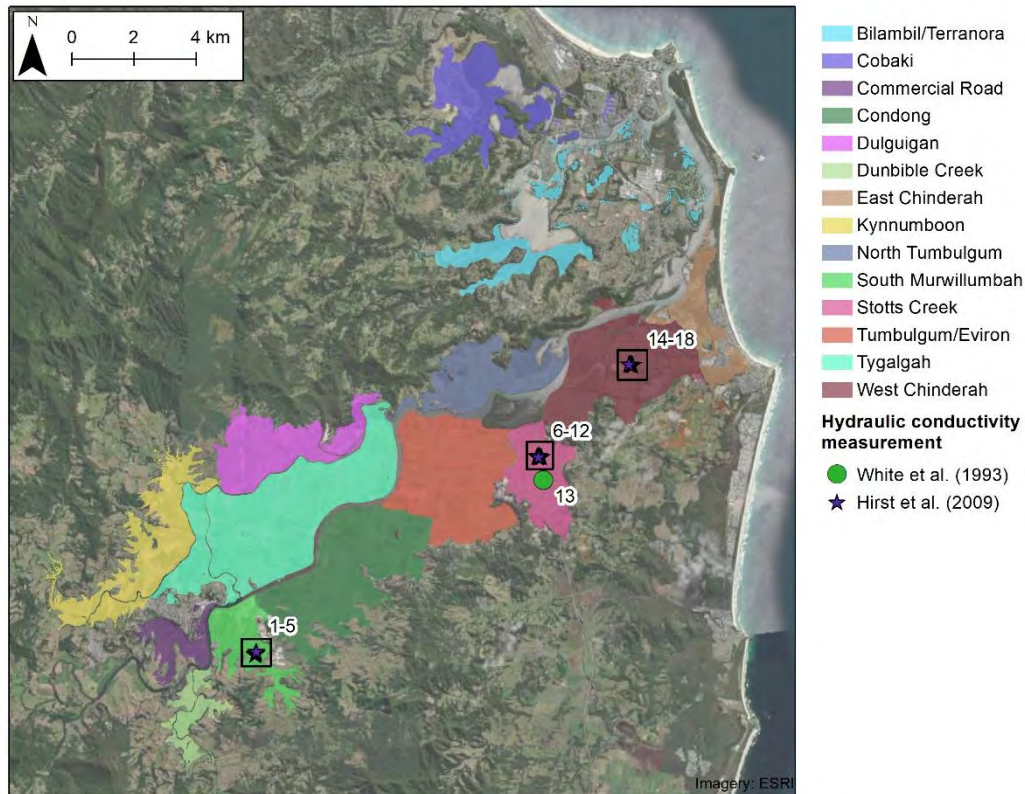 N
0 2 4 km
14-18
6-12
13
1-5
Imagery: ESRI
Bilambil/Terranora
Cobaki
Commercial Road
Condong
Dulguigan
Dunbible Creek
East Chinderah
Kynnumboon
North Tumbulgum
South Murwillumbah
Stotts Creek
Tumbulgum/Eviron
Tygalgah
West Chinderah
Hydraulic conductivity
measurement
White et al. (1993)
Hirst et al. (2009)